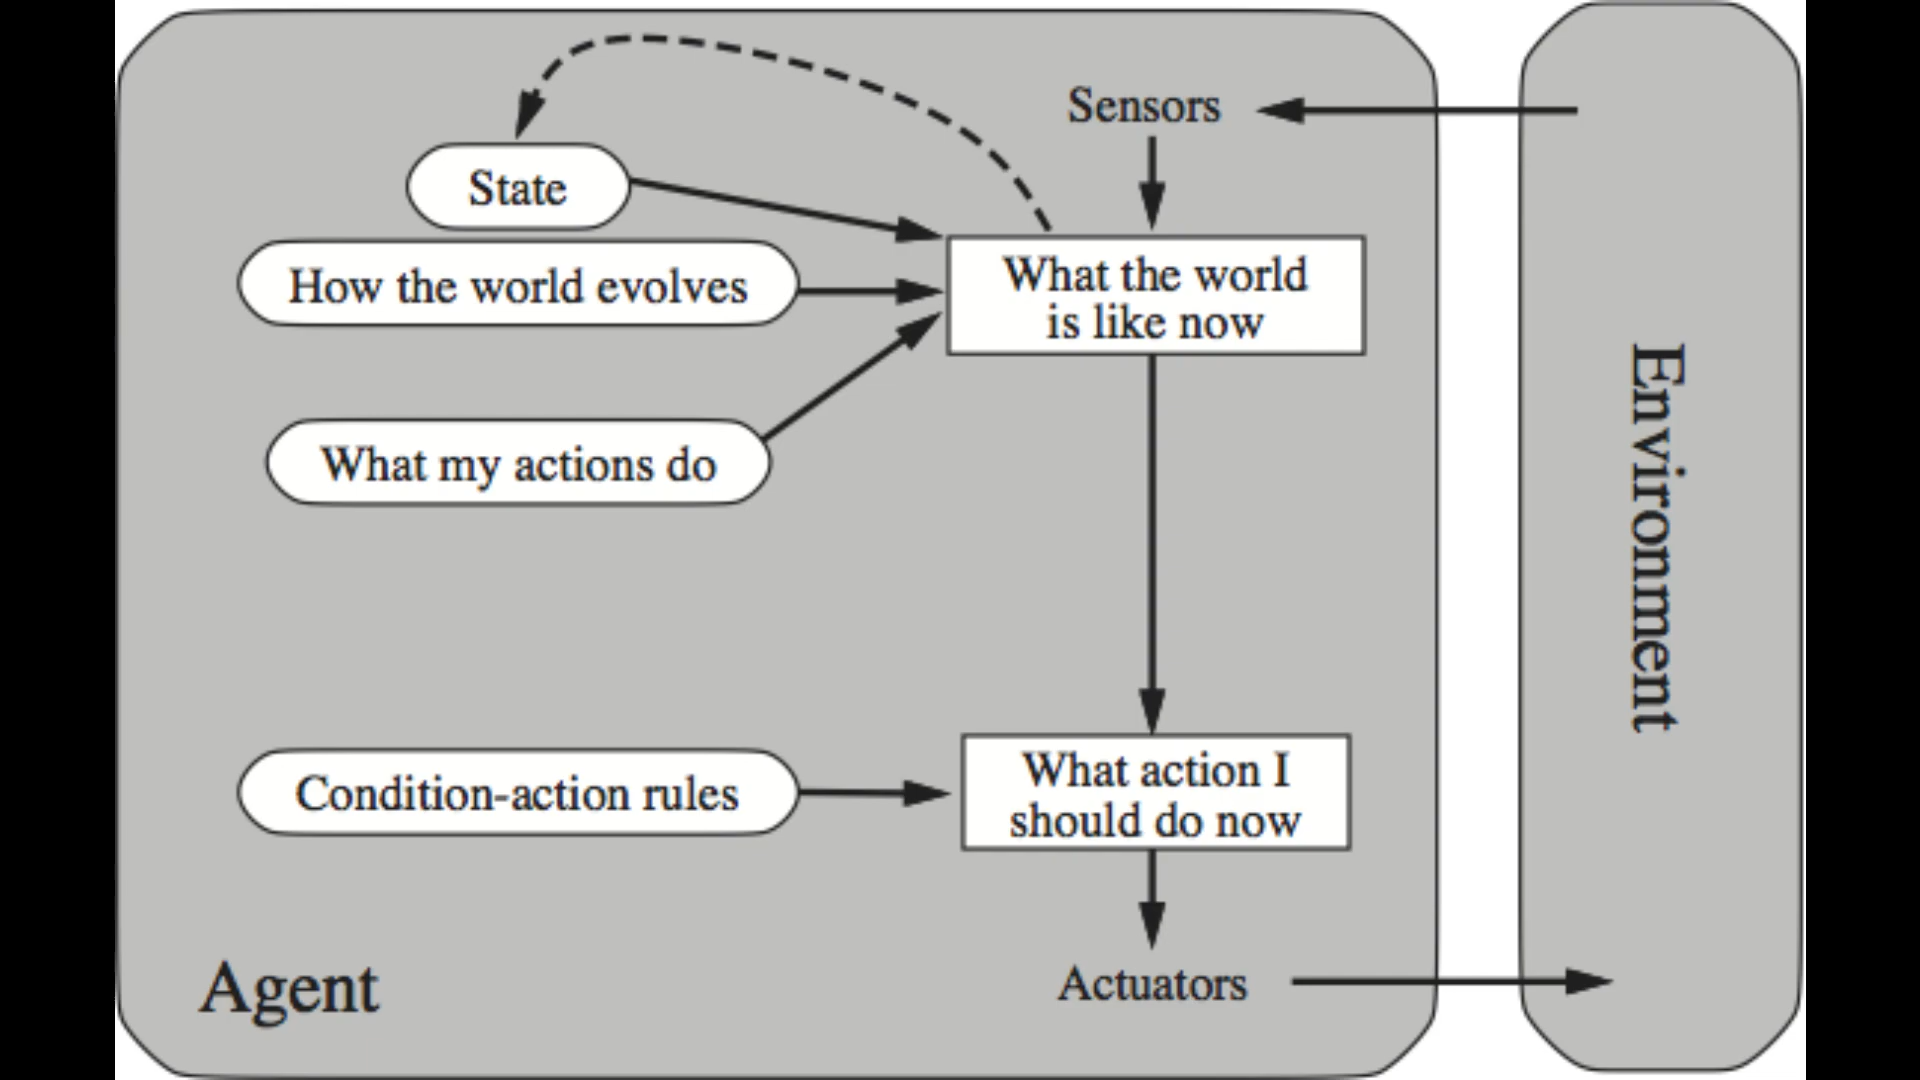 Sensors
State
How the world evolves
What the world
is like now
What my actions do
Environment
Condition-action rules
What action I
should do now
Agent
Actuators